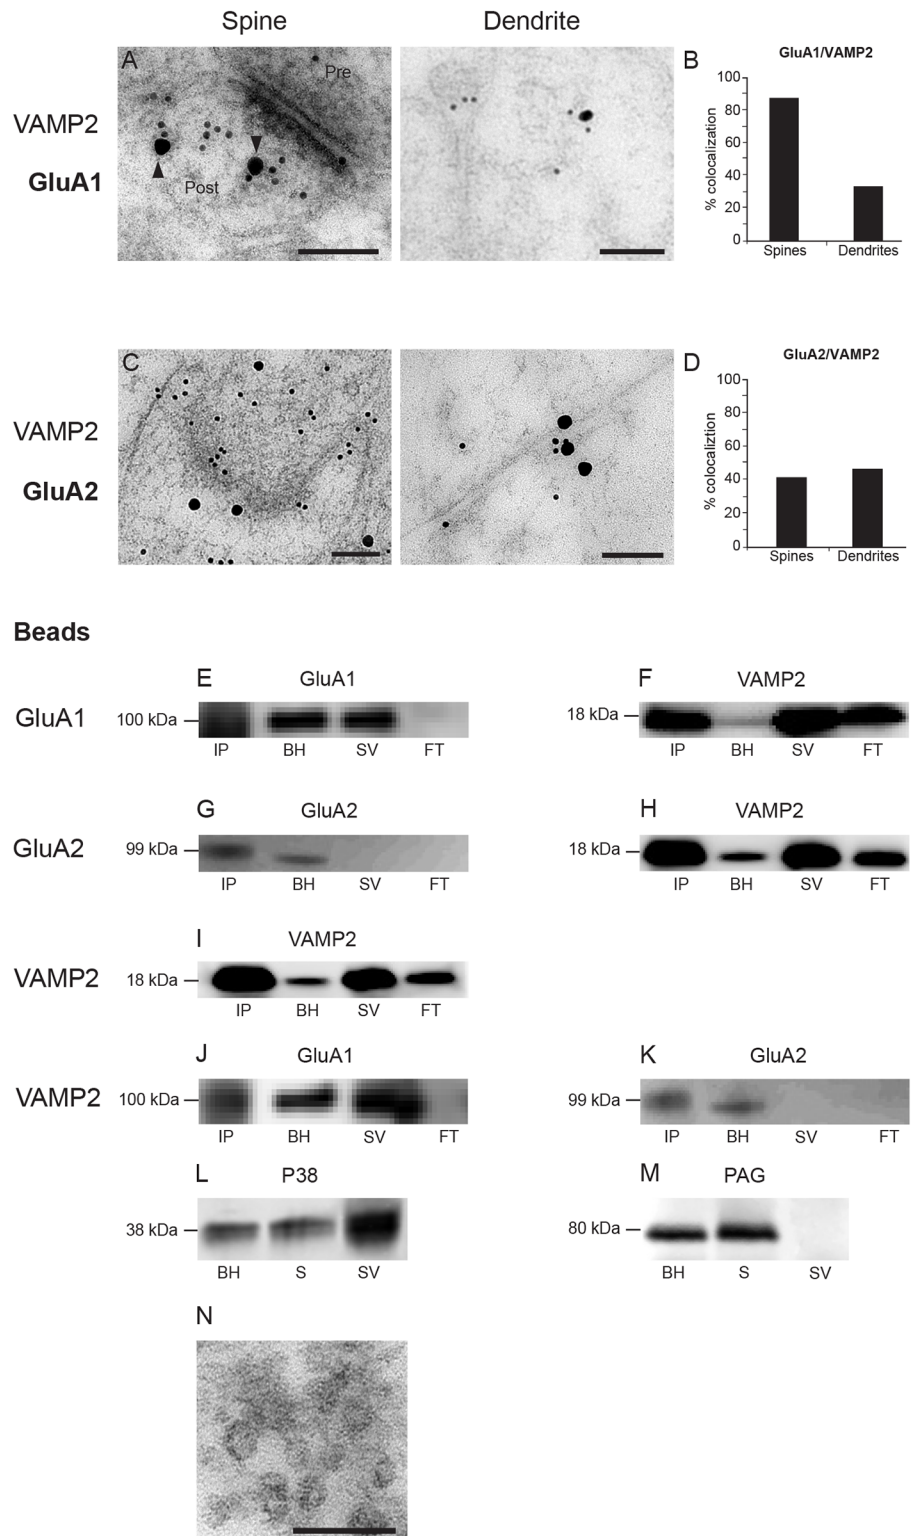 Spine Dendrite
A
Pre
Post
VAMP2
GluA1
B GluA1/VAMP2
% colocalization
100
80
60
40
20
0
Spines Dendrites
C
VAMP2
GluA2
D GluA2/VAMP2
% colocaliztion
100
80
60
40
20
0
Spines Dendrites
Beads
E GluA1
GluA1 100 kDa
IP BH SV FT
F VAMP2
18 kDa
IP BH SV FT
G GluA2
GluA2 99 kDa
IP BH SV FT
H VAMP2
18 kDa
IP BH SV FT
I VAMP2
VAMP2 18 kDa
IP BH SV FT
J GluA1
VAMP2 100 kDa
IP BH SV FT
K GluA2
99 kDa
IP BH SV FT
L P38
38 kDa
BH S SV
M PAG
80 kDa
BH S SV
N